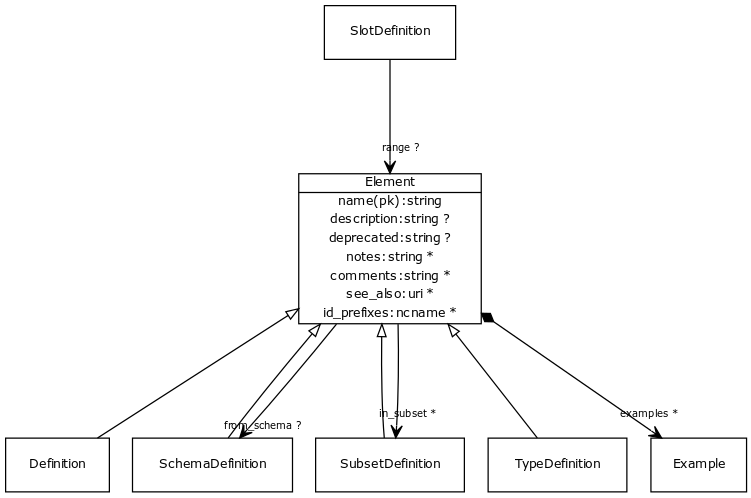 SlotDefinition
range ?
Element
name(pk):string
description:string ?
deprecated:string ?
notes:string *
comments:string *
see_also:uri *
id_prefixes:ncname *
from_schema ?
in_subset *
examples *
Definition
SchemaDefinition
SubsetDefinition
TypeDefinition
Example